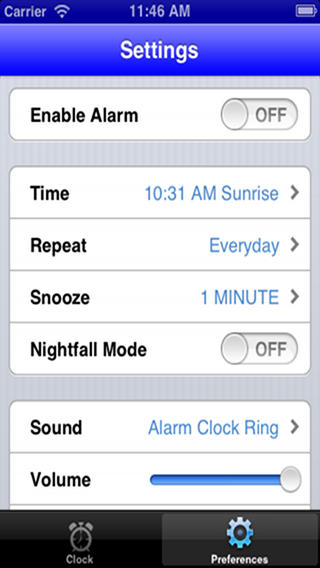 Carrier 11:46 AM
Settings
Enable Alarm OFF
Time 10:31 AM Sunrise
Repeat Everyday
Snooze 1 MINUTE
Nightfall Mode OFF
Sound Alarm Clock Ring
Volume
Clock Preferences